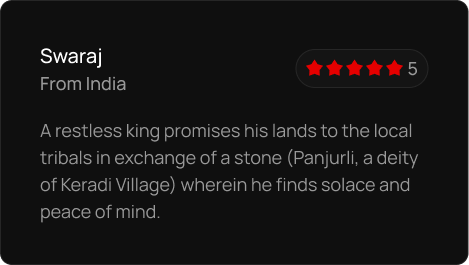 Swaraj
From India
5
A restless king promises his lands to the local
tribals in exchange of a stone (Panjurli, a deity
of Keradi Village) wherein he finds solace and
peace of mind.